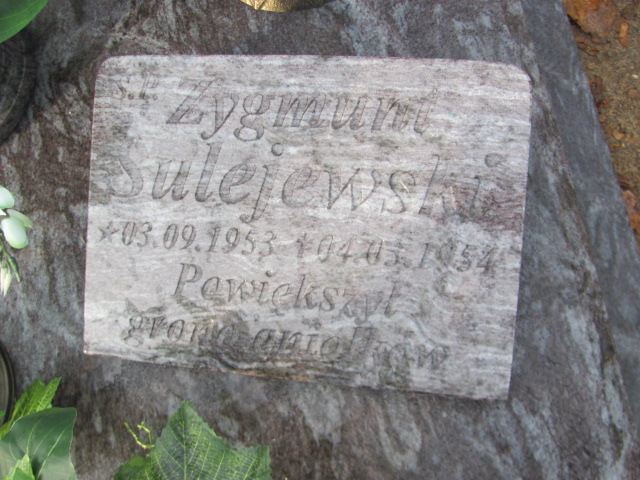 Ś.P. Zygmunt
Sulejewski
*03.09.1953 +04.03.1954
Powiększył
grono aniołków